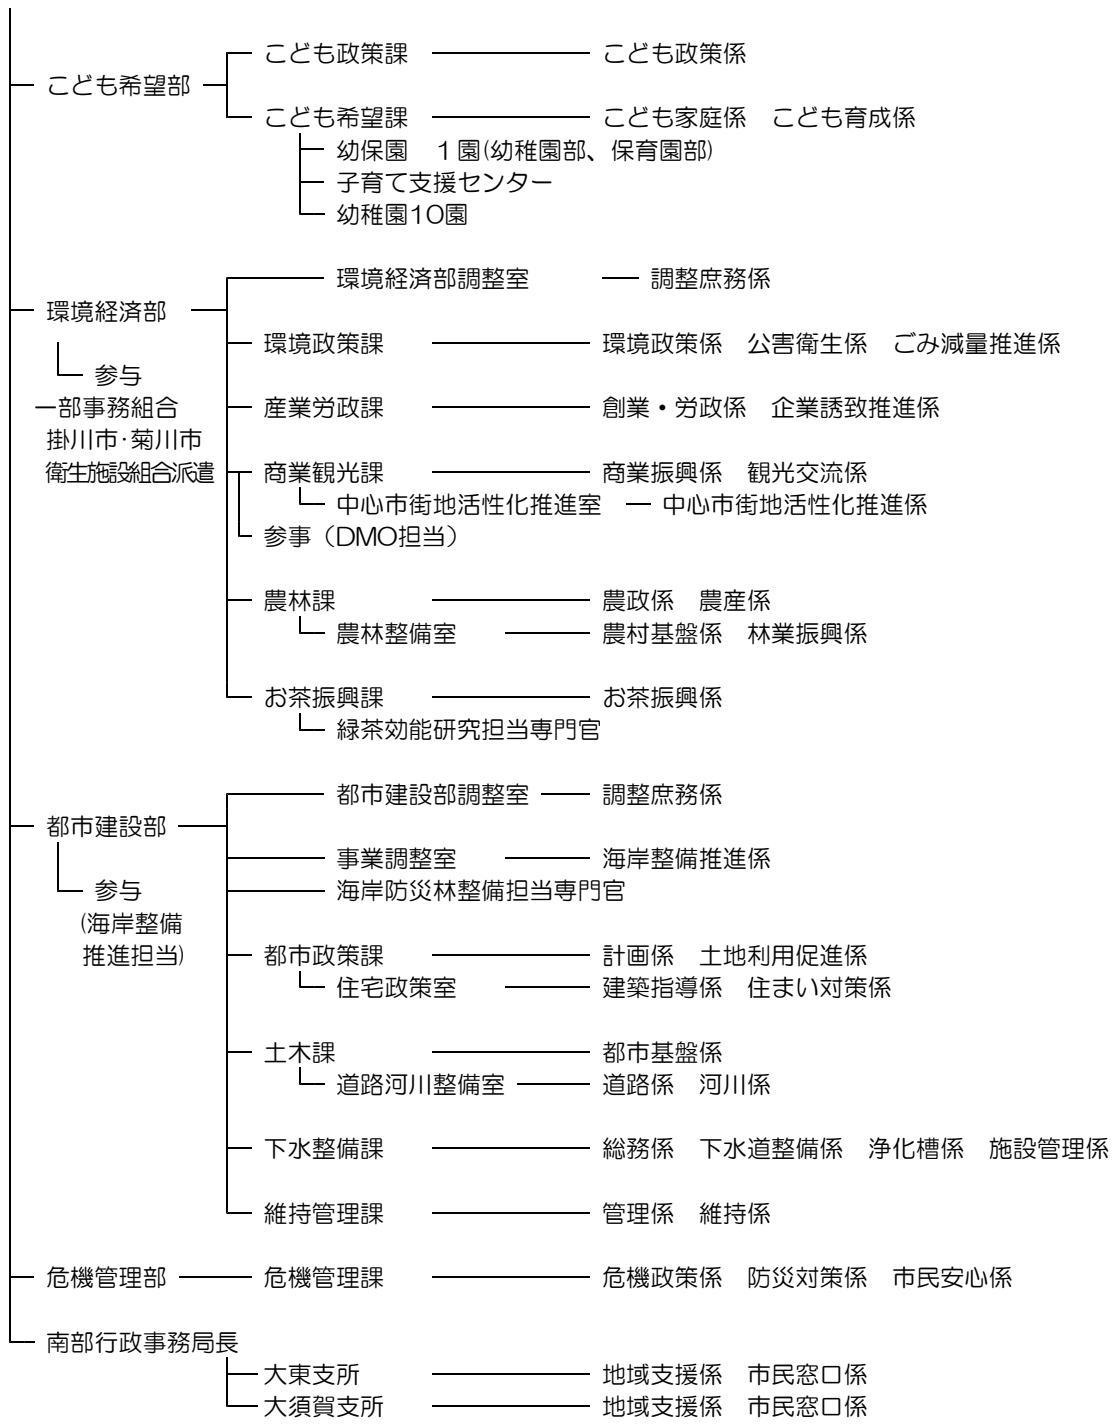 こども政策課 こども政策係
こども希望部
こども希望課 こども家庭係 こども育成係
幼保園 1園(幼稚園部、保育園部)
子育て支援センター
幼稚園10園
環境経済部調整室 調整庶務係
環境経済部
環境政策課 環境政策係 公害衛生係 ごみ減量推進係
参与
一部事務組合 産業労政課 創業・労政係 企業誘致推進係
掛川市・菊川市
衛生施設組合派遣 商業観光課 商業振興係 観光交流係
中心市街地活性化推進室 中心市街地活性化推進係
参事（DMO担当）
農林課 農政係 農産係
農林整備室 農村基盤係 林業振興係
お茶振興課 お茶振興係
緑茶効能研究担当専門官
都市建設部調整室 調整庶務係
都市建設部
事業調整室 海岸整備推進係
参与 海岸防災林整備担当専門官
(海岸整備
推進担当) 都市政策課 計画係 土地利用促進係
住宅政策室 建築指導係 住まい対策係
土木課 都市基盤係
道路河川整備室 道路係 河川係
下水整備課 総務係 下水道整備係 浄化槽係 施設管理係
維持管理課 管理係 維持係
危機管理部 危機管理課 危機政策係 防災対策係 市民安心係
南部行政事務局長
大東支所 地域支援係 市民窓口係
大須賀支所 地域支援係 市民窓口係